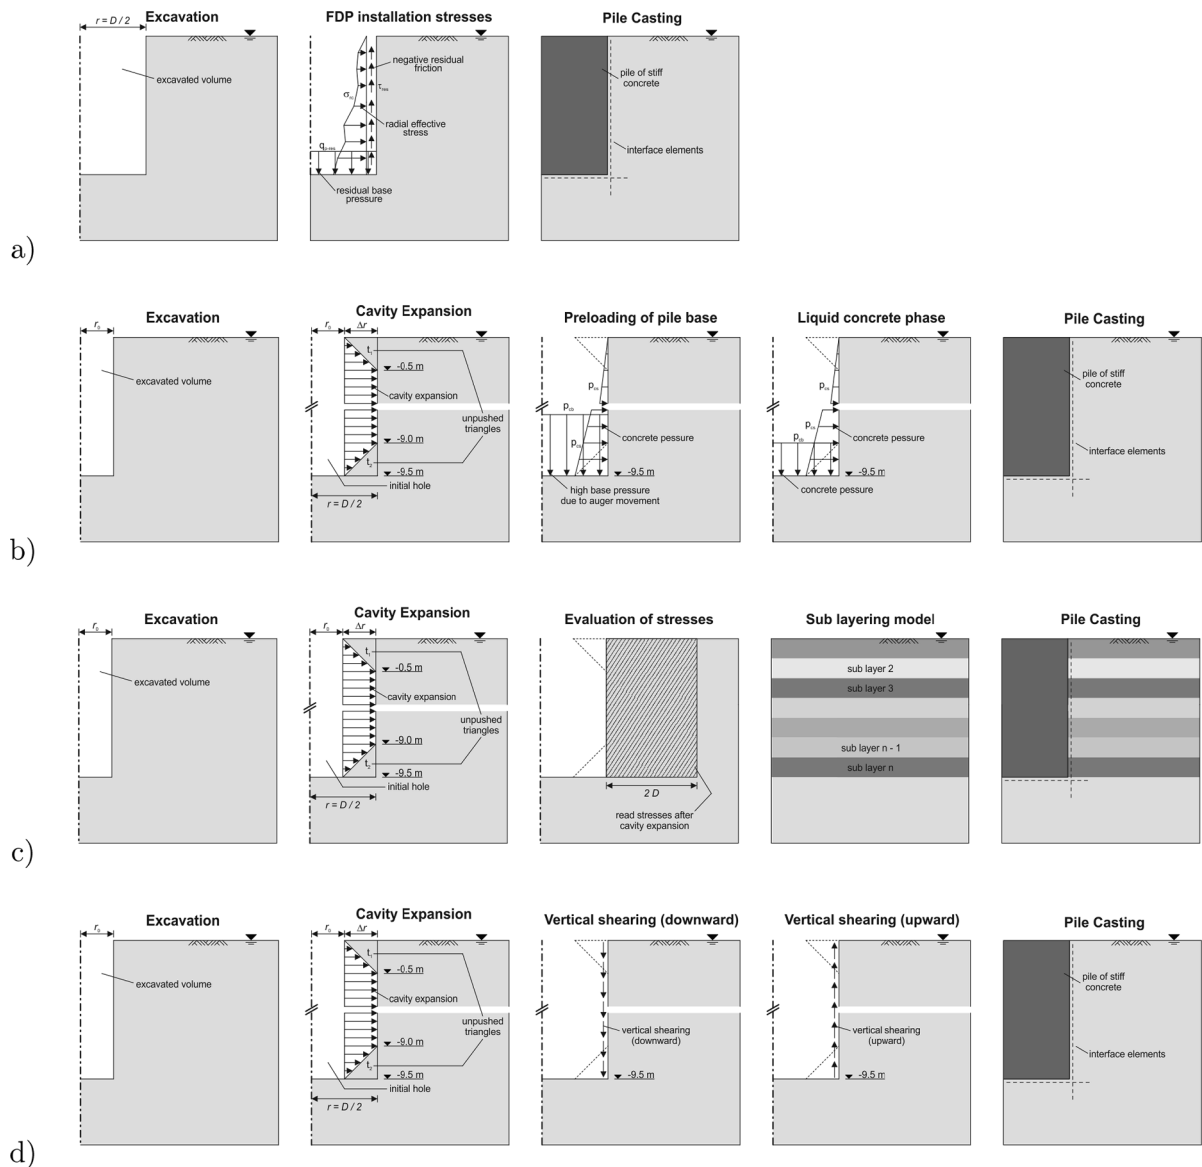 Excavation
FDP installation stresses
Pile Casting
r = D / 2
excavated volume
negative residual
friction
τres
σrc
radial effective
stress
qp-res
residual base
pressure
pile of stiff
concrete
interface elements
a)
Excavation
Cavity Expansion
Preloading of pile base
Liquid concrete phase
Pile Casting
r0
excavated volume
r0
Δr
t1
-0.5 m
cavity expansion
unpushed
triangles
-9.0 m
t2
-9.5 m
initial hole
r = D / 2
pcs
pcb
pcs
concrete pessure
-9.5 m
high base pressure
due to auger movement
pcs
pcs
pcb
concrete pessure
-9.5 m
concrete pessure
pile of stiff
concrete
interface elements
b)
Excavation
Cavity Expansion
Evaluation of stresses
Sub layering model
Pile Casting
r0
excavated volume
r0
Δr
t1
-0.5 m
cavity expansion
unpushed
triangles
-9.0 m
t2
-9.5 m
initial hole
r = D / 2
2 D
read stresses after
cavity expansion
sub layer 2
sub layer 3
sub layer n - 1
sub layer n
c)
Excavation
Cavity Expansion
Vertical shearing (downward)
Vertical shearing (upward)
Pile Casting
r0
excavated volume
r0
Δr
t1
-0.5 m
cavity expansion
unpushed
triangles
-9.0 m
t2
-9.5 m
initial hole
r = D / 2
vertical shearing
(downward)
-9.5 m
vertical shearing
(upward)
-9.5 m
pile of stiff
concrete
interface elements
d)